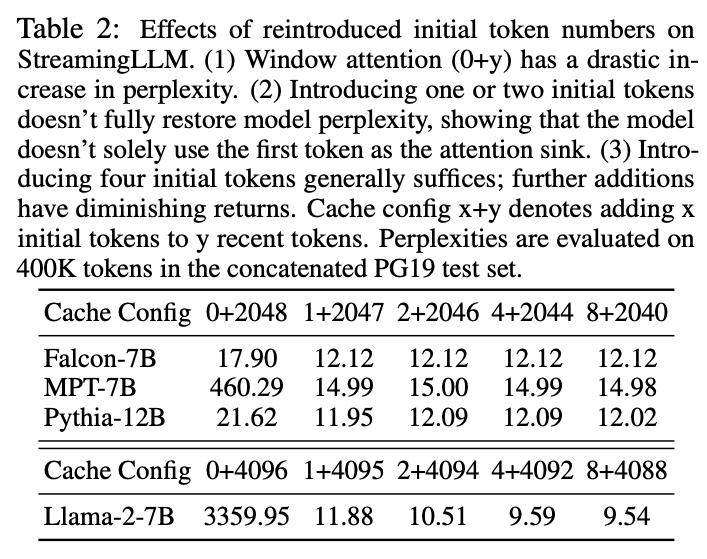 Table 2: Effects of reintroduced initial token numbers on
StreamingLLM. (1) Window attention (0+y) has a drastic in-
crease in perplexity. (2) Introducing one or two initial tokens
doesn't fully restore model perplexity, showing that the model
doesn't solely use the first token as the attention sink. (3) Intro-
ducing four initial tokens generally suffices; further additions
have diminishing returns. Cache config x+y denotes adding x
initial tokens to y recent tokens. Perplexities are evaluated on
400K tokens in the concatenated PG19 test set.
Cache Config 0+2048 1+2047 2+2046 4+2044 8+2040
Falcon-7B 17.90 12.12 12.12 12.12 12.12
MPT-7B 460.29 14.99 15.00 14.99 14.98
Pythia-12B 21.62 11.95 12.09 12.09 12.02
Cache Config 0+4096 1+4095 2+4094 4+4092 8+4088
Llama-2-7B 3359.95 11.88 10.51 9.59 9.54